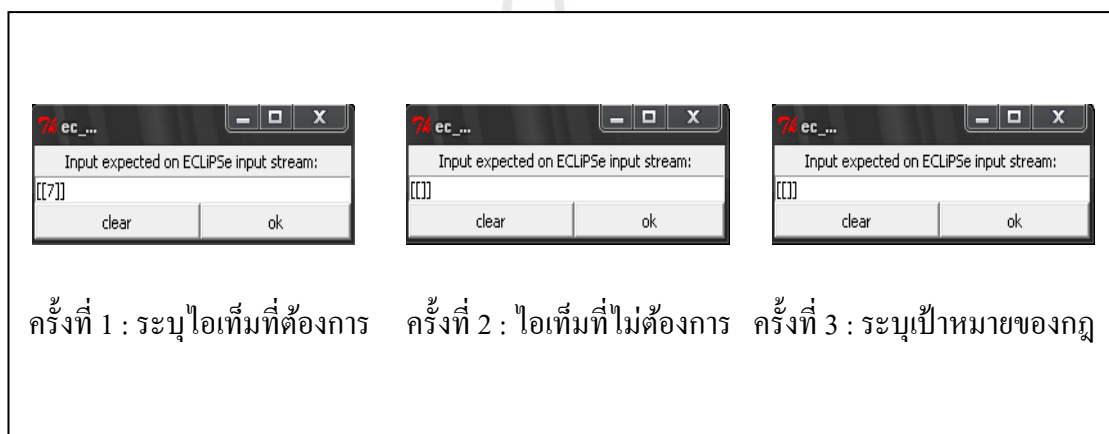 ec_...
Input expected on ECLiPSe input stream:
[[7]]
clear ok
ec_...
Input expected on ECLiPSe input stream:
[[]]
clear ok
ec_...
Input expected on ECLiPSe input stream:
[[]]
clear ok
ครั้งที่ 1 : ระบุไอเท็มที่ต้องการ
ครั้งที่ 2 : ไอเท็มที่ไม่ต้องการ
ครั้งที่ 3 : ระบุเป้าหมายของกฎ